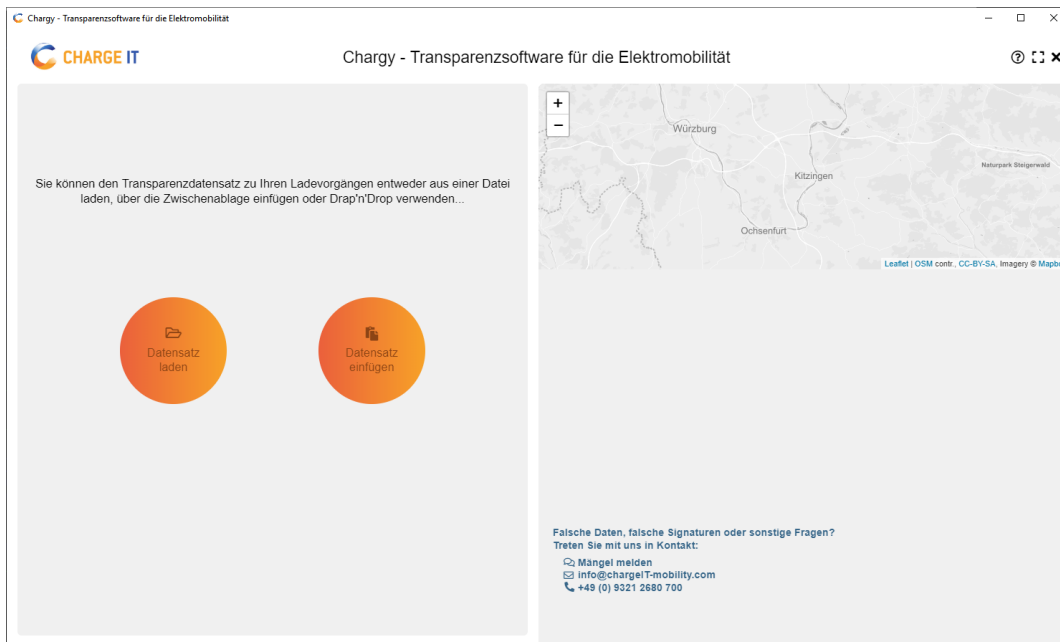 Chargy - Transparenzsoftware für die Elektromobilität
CHARGE IT
Chargy - Transparenzsoftware für die Elektromobilität
Sie können den Transparenzdatensatz zu Ihren Ladevorgängen entweder aus einer Datei
laden, über die Zwischenablage einfügen oder Drap'n'Drop verwenden...
Datensatz
laden
Datensatz
einfügen
+
−
Würzburg
Kitzingen
Naturpark Steigerwald
Ochsenfurt
Leaflet | OSM contr., CC-BY-SA, Imagery © Mapbo
Falsche Daten, falsche Signaturen oder sonstige Fragen?
Treten Sie mit uns in Kontakt:
Mängel melden
info@chargeIT-mobility.com
+49 (0) 9321 2680 700